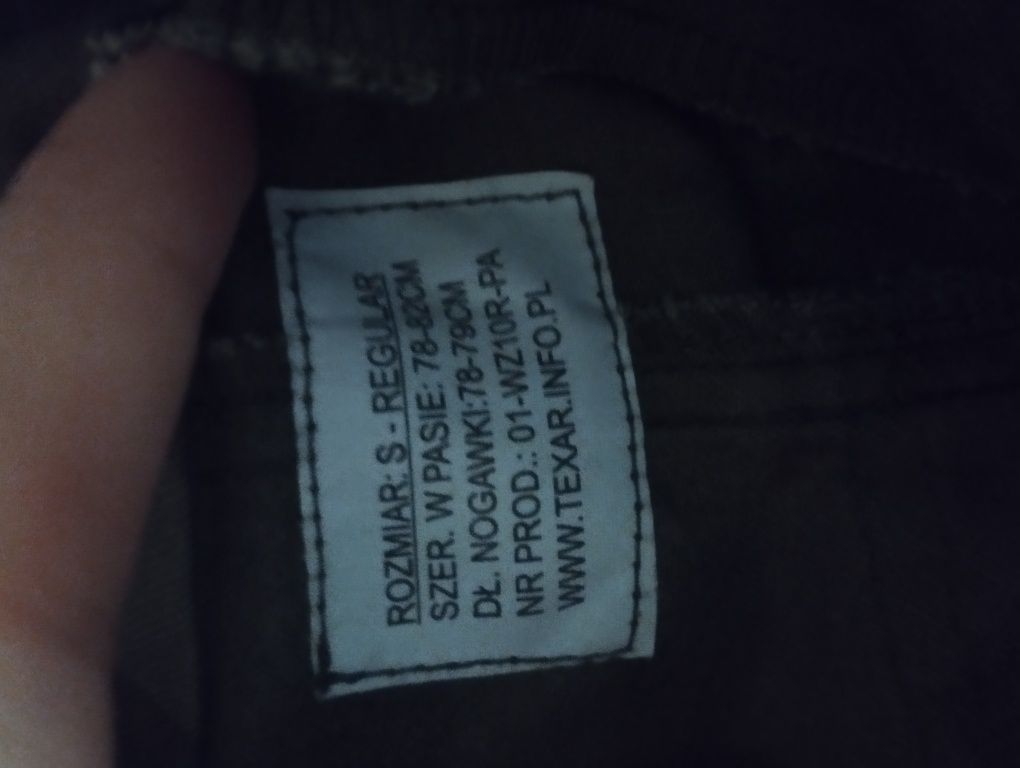 ROZMIAR: S - REGULAR
SZER. W PASIE: 78-82CM
DŁ. NOGAWKI:78-79CM
NR PROD.: 01-WZ10R-PA
WWW.TEXAR.INFO.PL